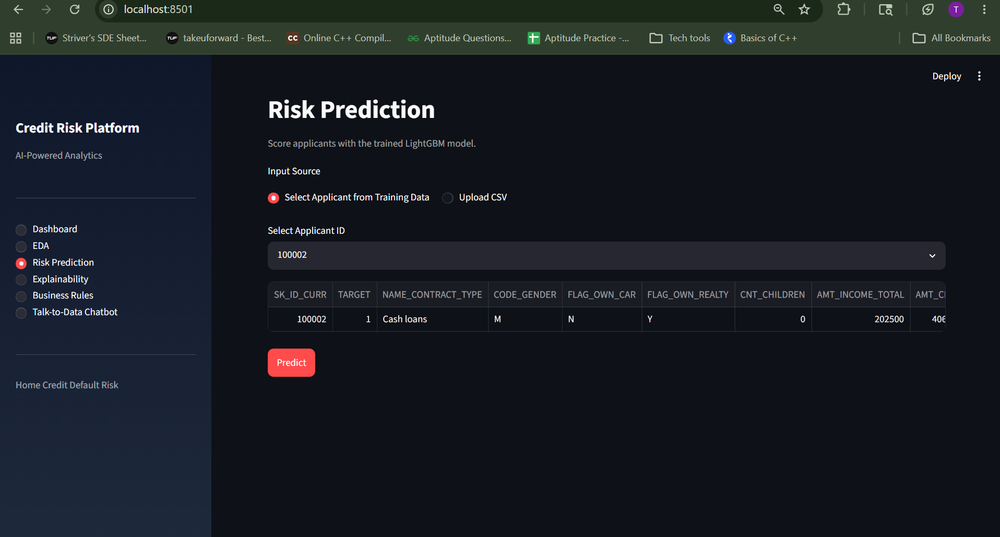 localhost:8501
T
TUF Striver's SDE Sheet...
TUF takeuforward - Best...
CC Online C++ Compil...
Aptitude Questions...
Aptitude Practice -...
Tech tools
Basics of C++
All Bookmarks
Deploy
Credit Risk Platform
AI-Powered Analytics
Dashboard
EDA
Risk Prediction
Explainability
Business Rules
Talk-to-Data Chatbot
Home Credit Default Risk
Risk Prediction
Score applicants with the trained LightGBM model.
Input Source
Select Applicant from Training Data Upload CSV
Select Applicant ID
100002
SK_ID_CURR TARGET NAME_CONTRACT_TYPE CODE_GENDER FLAG_OWN_CAR FLAG_OWN_REALTY CNT_CHILDREN AMT_INCOME_TOTAL AMT_C
100002 1 Cash loans M N Y 0 202500 406
Predict